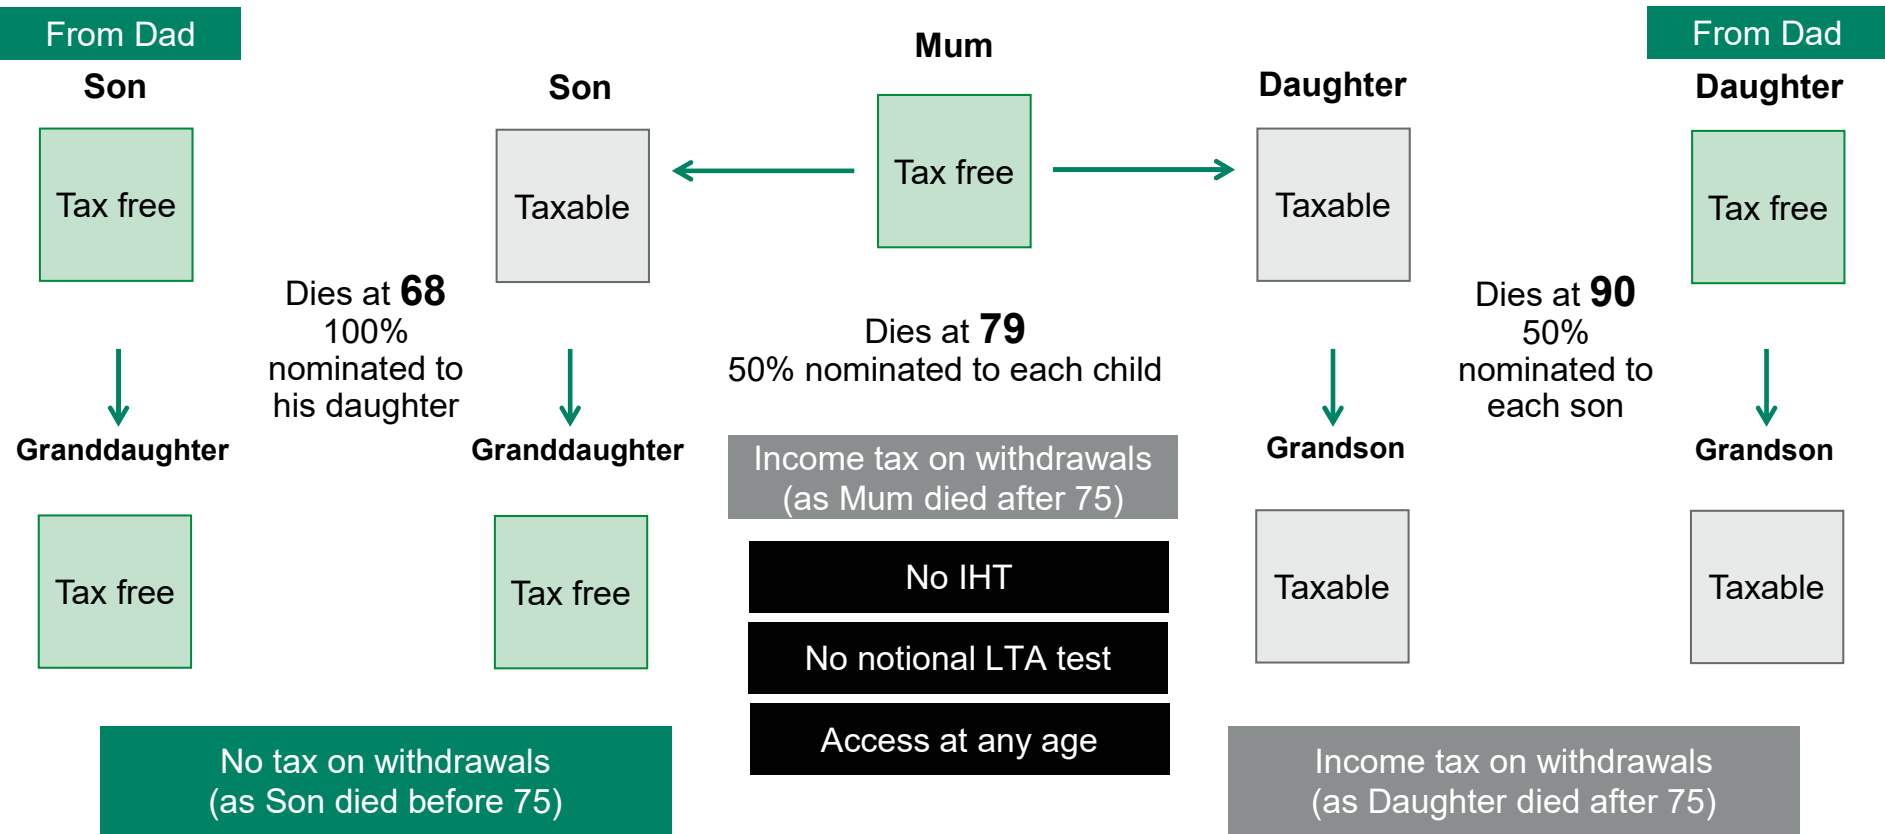 From Dad
Son
Tax free
Son
Taxable
Mum
Tax free
Daughter
Taxable
From Dad
Daughter
Tax free
Dies at 68
100%
nominated to
his daughter
Dies at 79
50% nominated to each child
Dies at 90
50%
nominated to
each son
Granddaughter
Tax free
Granddaughter
Tax free
Income tax on withdrawals
(as Mum died after 75)
No IHT
No notional LTA test
Access at any age
Grandson
Taxable
Grandson
Taxable
No tax on withdrawals
(as Son died before 75)
Income tax on withdrawals
(as Daughter died after 75)